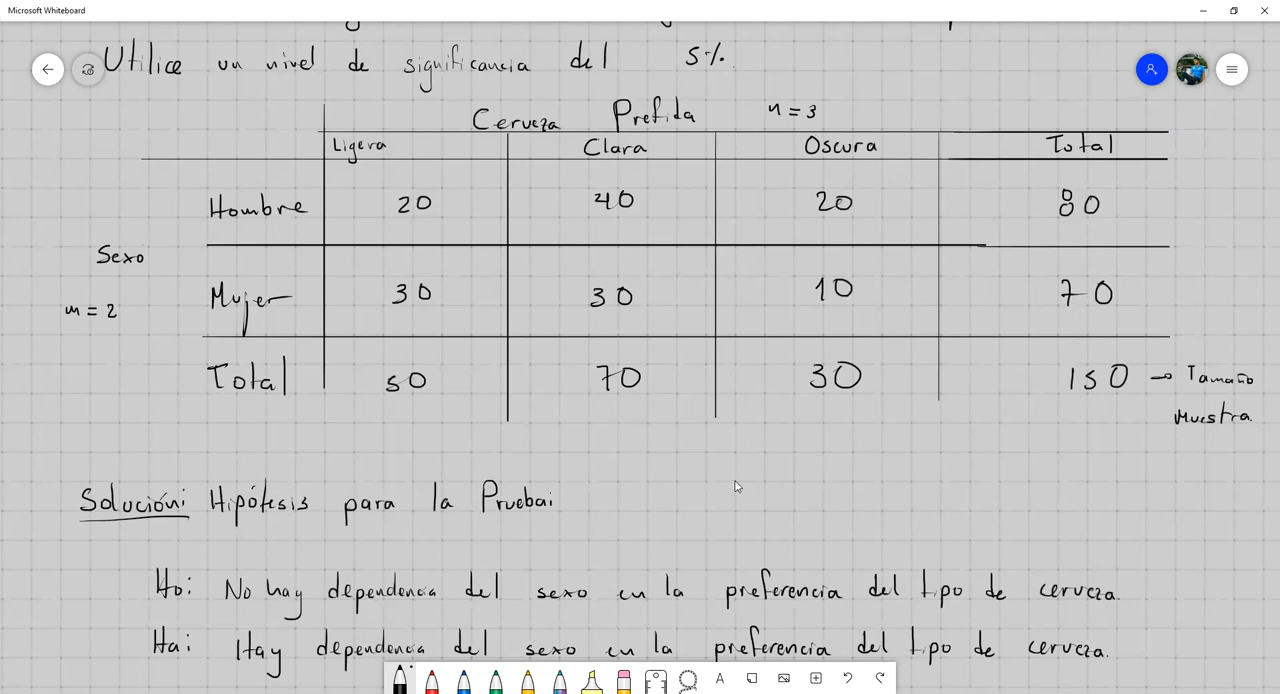 Microsoft Whiteboard
Utilice un nivel de significancia del 5%.
Cerveza Prefida n = 3
Ligera Clara Oscura Total
Hombre 20 40 20 80
Sexo
m = 2
Mujer 30 30 10 70
Total 50 70 30 150 → Tamaño
Muestra.
Solución: Hipótesis para la Prueba:
Ho: No hay dependencia del sexo en la preferencia del tipo de cerveza.
Ha: Hay dependencia del sexo en la preferencia del tipo de cerveza.